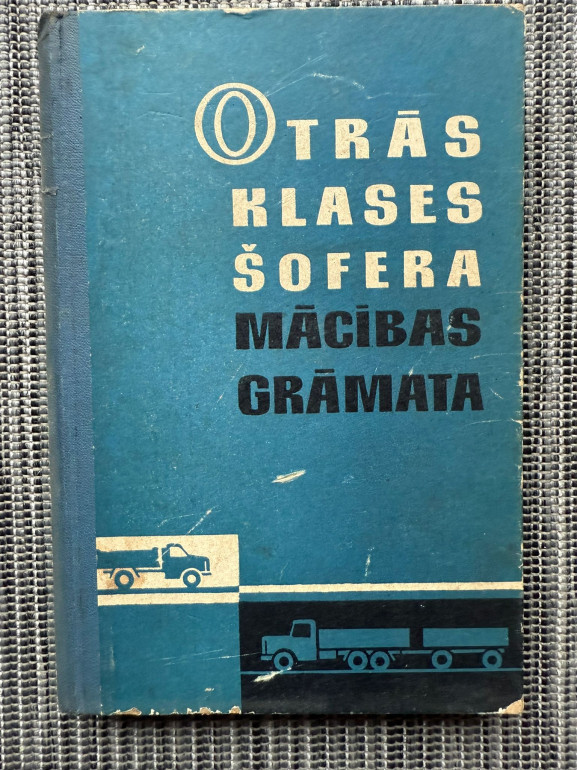 OTRĀS
KLASES
ŠOFERA
MĀCĪBAS
GRĀMATA